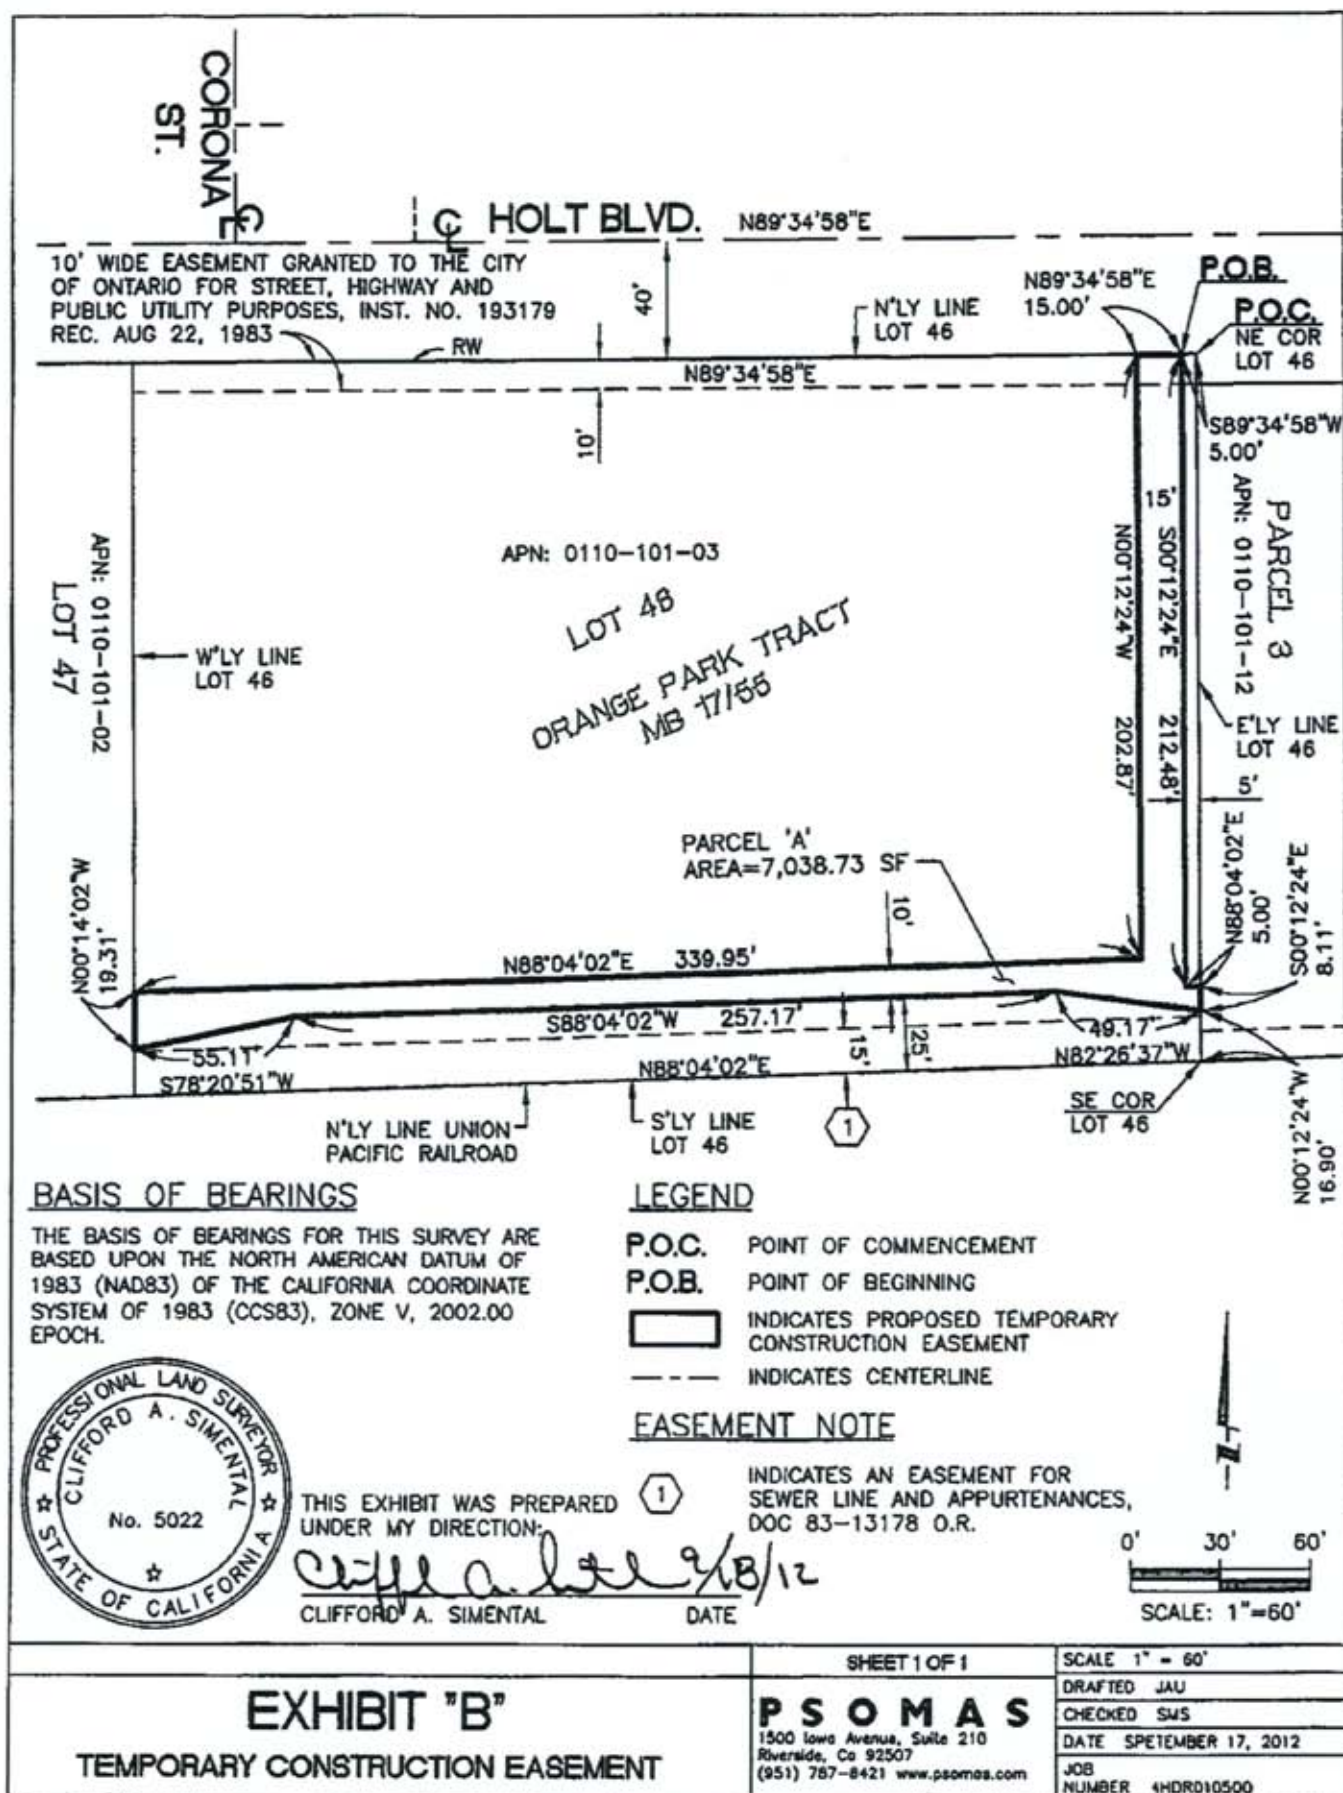 CORONA
ST.
CL
CL HOLT BLVD. N89°34'58"E
10' WIDE EASEMENT GRANTED TO THE CITY
OF ONTARIO FOR STREET, HIGHWAY AND
PUBLIC UTILITY PURPOSES, INST. NO. 193179
REC. AUG 22, 1983
RW
40'
N'LY LINE
LOT 46
N89°34'58"E
15.00'
P.O.B.
P.O.C.
NE COR
LOT 46
N89°34'58"E
10'
S89°34'58"W
5.00'
APN: 0110-101-03
LOT 46
ORANGE PARK TRACT
MB 17/55
15'
N00°12'24"W 202.87'
S00°12'24"E 212.48'
APN: 0110-101-12
PARCEL 3
LOT 47
APN: 0110-101-02
W'LY LINE
LOT 46
E'LY LINE
LOT 46
5'
PARCEL 'A'
AREA=7,038.73 SF
10'
N88°04'02"E
5.00'
S00°12'24"E
8.11'
N00°14'02"W
19.31'
N88°04'02"E 339.95'
S88°04'02"W 257.17'
15'
25'
49.17'
N82°26'37"W
55.11'
S78°20'51"W
N88°04'02"E
N'LY LINE UNION
PACIFIC RAILROAD
S'LY LINE
LOT 46
1
SE COR
LOT 46
N00°12'24"W
16.90'
BASIS OF BEARINGS
THE BASIS OF BEARINGS FOR THIS SURVEY ARE
BASED UPON THE NORTH AMERICAN DATUM OF
1983 (NAD83) OF THE CALIFORNIA COORDINATE
SYSTEM OF 1983 (CCS83), ZONE V, 2002.00
EPOCH.
LEGEND
P.O.C. POINT OF COMMENCEMENT
P.O.B. POINT OF BEGINNING
INDICATES PROPOSED TEMPORARY
CONSTRUCTION EASEMENT
INDICATES CENTERLINE
EASEMENT NOTE
1 INDICATES AN EASEMENT FOR
SEWER LINE AND APPURTENANCES,
DOC 83-13178 O.R.
N
PROFESSIONAL LAND SURVEYOR
CLIFFORD A. SIMENTAL
No. 5022
STATE OF CALIFORNIA
THIS EXHIBIT WAS PREPARED
UNDER MY DIRECTION:
9/18/12
CLIFFORD A. SIMENTAL DATE
0' 30' 60'
SCALE: 1"=60'
EXHIBIT "B"
TEMPORARY CONSTRUCTION EASEMENT
SHEET 1 OF 1
PSOMAS
1500 Iowa Avenue, Suite 210
Riverside, Ca 92507
(951) 787-8421 www.psomas.com
SCALE 1" = 60'
DRAFTED JAU
CHECKED SMS
DATE SPETEMBER 17, 2012
JOB
NUMBER 4HDR010500